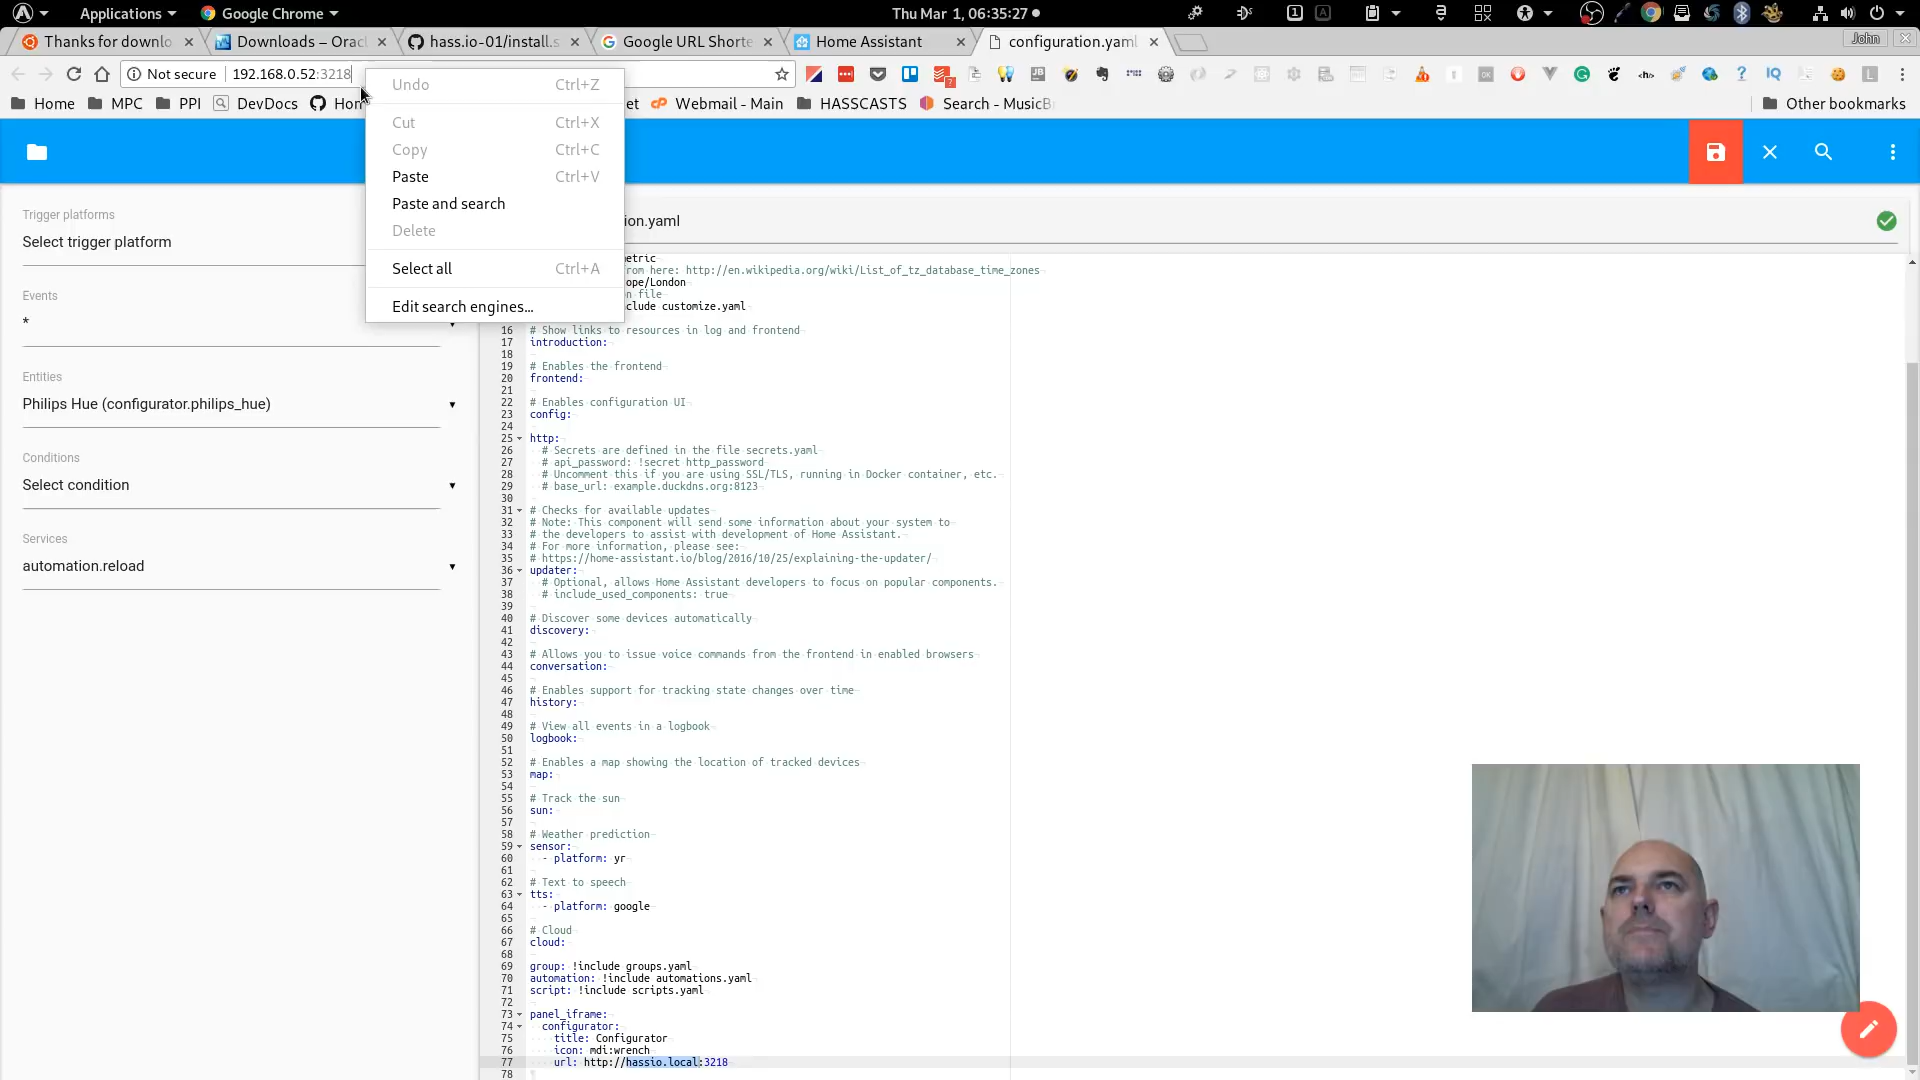 Applications
Google Chrome
Thu Mar 1, 06:35:27
1
A
Thanks for downlo
Downloads – Orac
hass.io-01/install.s
Google URL Shorte
Home Assistant
configuration.yaml
John
Not secure
192.168.0.52:3218
Home
MPC
PPI
DevDocs
Hom
et
Webmail - Main
HASSCASTS
Search - MusicB
Other bookmarks
Undo Ctrl+Z
Cut Ctrl+X
Copy Ctrl+C
Paste Ctrl+V
Paste and search
Delete
Select all Ctrl+A
Edit search engines...
Trigger platforms
Select trigger platform
Events
*
Entities
Philips Hue (configurator.philips_hue)
Conditions
Select condition
Services
automation.reload
ion.yaml
etric
rom here: http://en.wikipedia.org/wiki/List_of_tz_database_time_zones
ope/London
n file
clude customize.yaml
16 # Show links to resources in log and frontend
17 introduction:
18
19 # Enables the frontend
20 frontend:
21
22 # Enables configuration UI
23 config:
24
25 http:
26 # Secrets are defined in the file secrets.yaml
27 # api_password: !secret http_password
28 # Uncomment this if you are using SSL/TLS, running in Docker container, etc.
29 # base_url: example.duckdns.org:8123
30
31 # Checks for available updates
32 # Note: This component will send some information about your system to
33 # the developers to assist with development of Home Assistant.
34 # For more information, please see:
35 # https://home-assistant.io/blog/2016/10/25/explaining-the-updater/
36 updater:
37 # Optional, allows Home Assistant developers to focus on popular components.
38 # include_used_components: true
39
40 # Discover some devices automatically
41 discovery:
42
43 # Allows you to issue voice commands from the frontend in enabled browsers
44 conversation:
45
46 # Enables support for tracking state changes over time
47 history:
48
49 # View all events in a logbook
50 logbook:
51
52 # Enables a map showing the location of tracked devices
53 map:
54
55 # Track the sun
56 sun:
57
58 # Weather prediction
59 sensor:
60 - platform: yr
61
62 # Text to speech
63 tts:
64 - platform: google
65
66 # Cloud
67 cloud:
68
69 group: !include groups.yaml
70 automation: !include automations.yaml
71 script: !include scripts.yaml
72
73 panel_iframe:
74 configurator:
75 title: Configurator
76 icon: mdi:wrench
77 url: http://hassio.local:3218
78